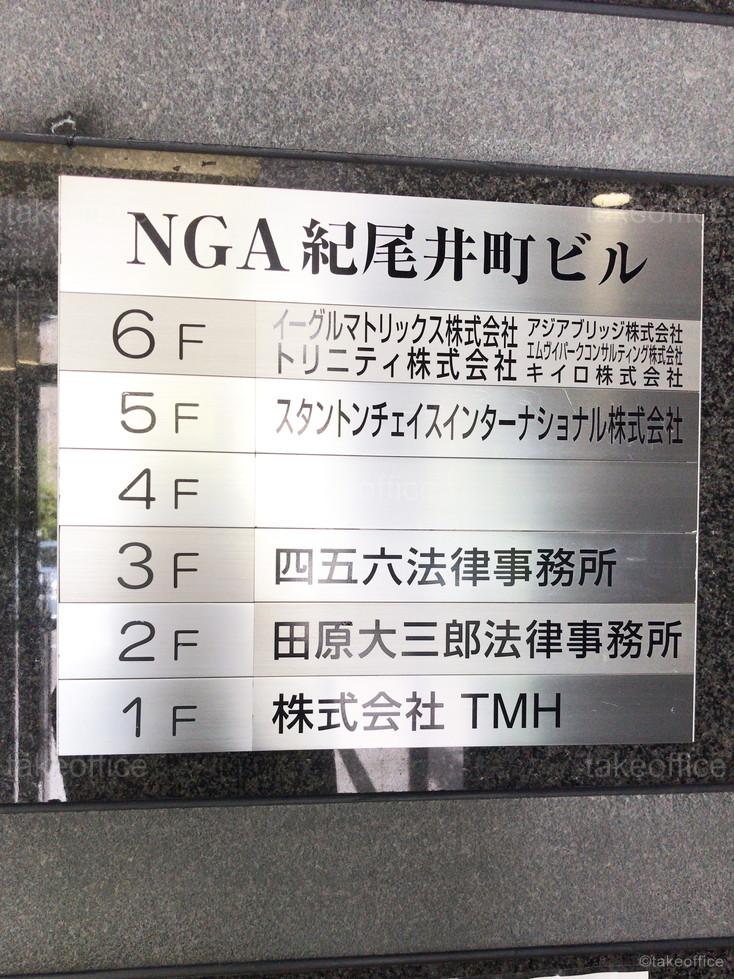 NGA 紀尾井町ビル
6F
イーグルマトリックス株式会社
トリニティ株式会社
アジアブリッジ株式会社
エムヴイパークコンサルティング株式会社
キイロ株式会社
5F
スタントンチェイスインターナショナル株式会社
4F
3F
四五六法律事務所
2F
田原大三郎法律事務所
1F
株式会社 TMH
takeoffice
takeoffice
takeoffice
takeoffice
takeoffice
©takeoffice